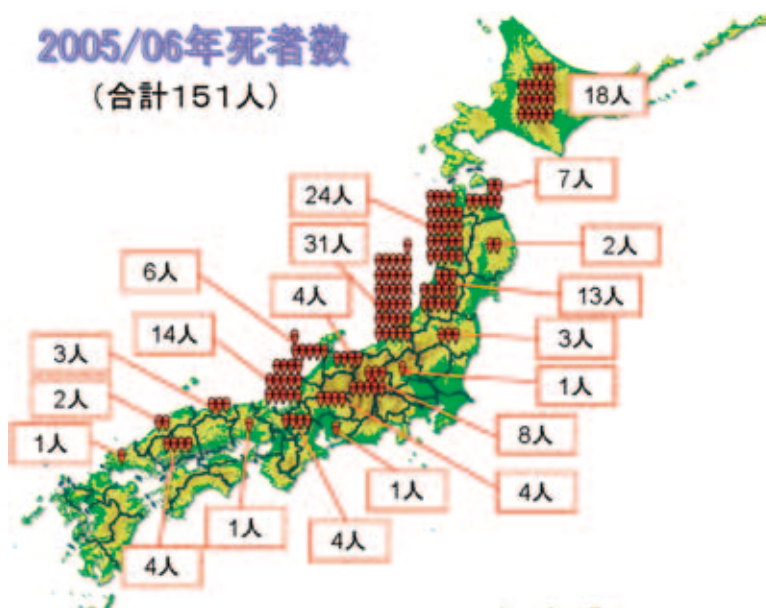 2005/06年死者数
(合計151人)
18人
7人
24人
2人
31人
6人
4人
13人
14人
3人
3人
1人
2人
8人
1人
1人
4人
1人
4人
4人